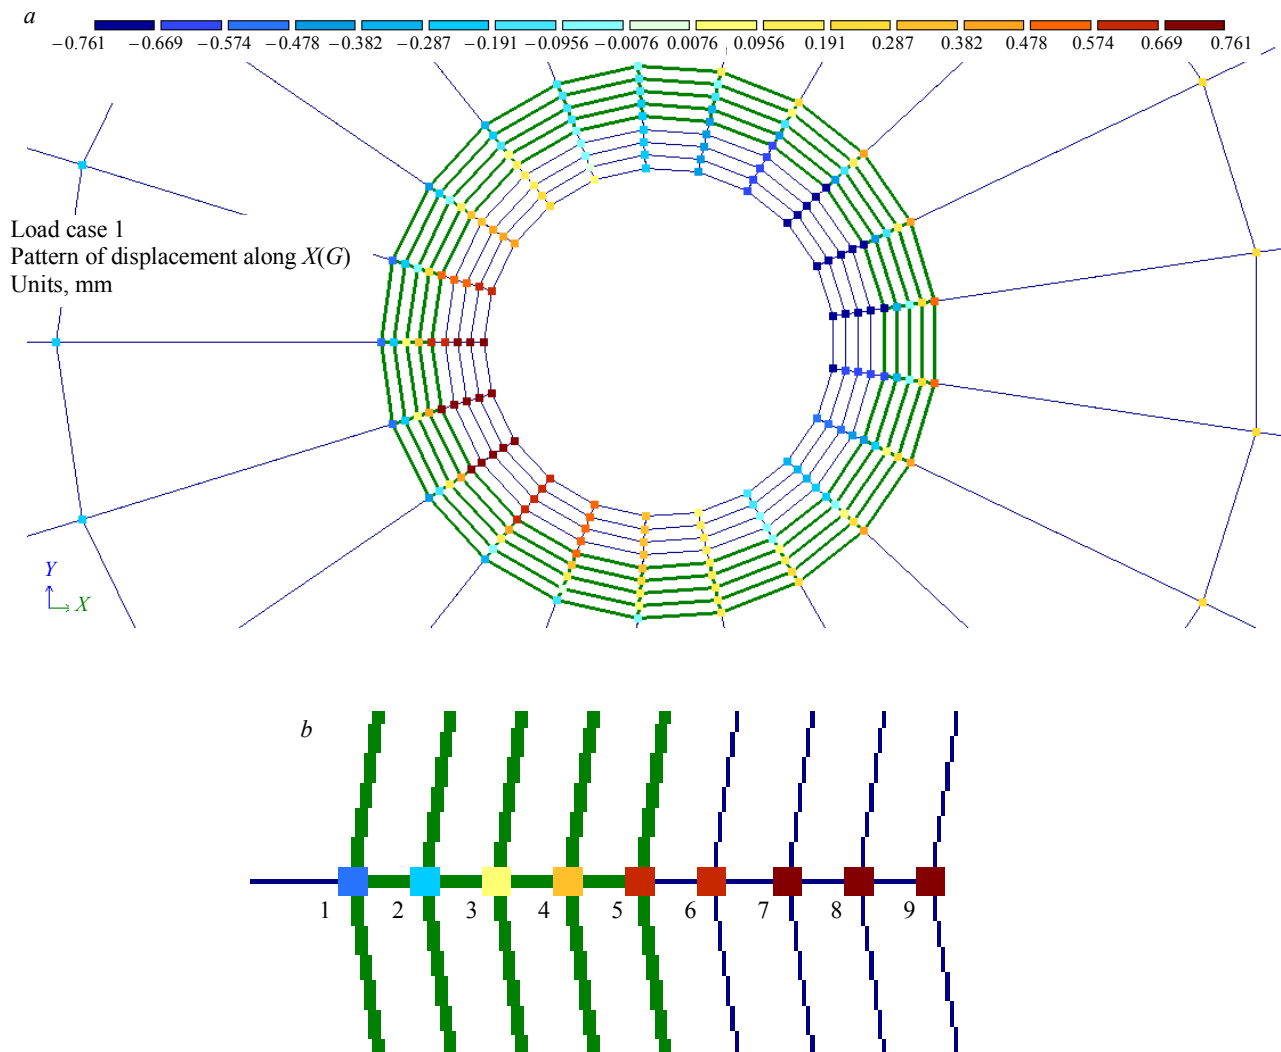 a
−0.761 −0.669 −0.574 −0.478 −0.382 −0.287 −0.191 −0.0956 −0.0076 0.0076 0.0956 0.191 0.287 0.382 0.478 0.574 0.669 0.761
Load case 1
Pattern of displacement along X(G)
Units, mm
Y
X
b
1 2 3 4 5 6 7 8 9